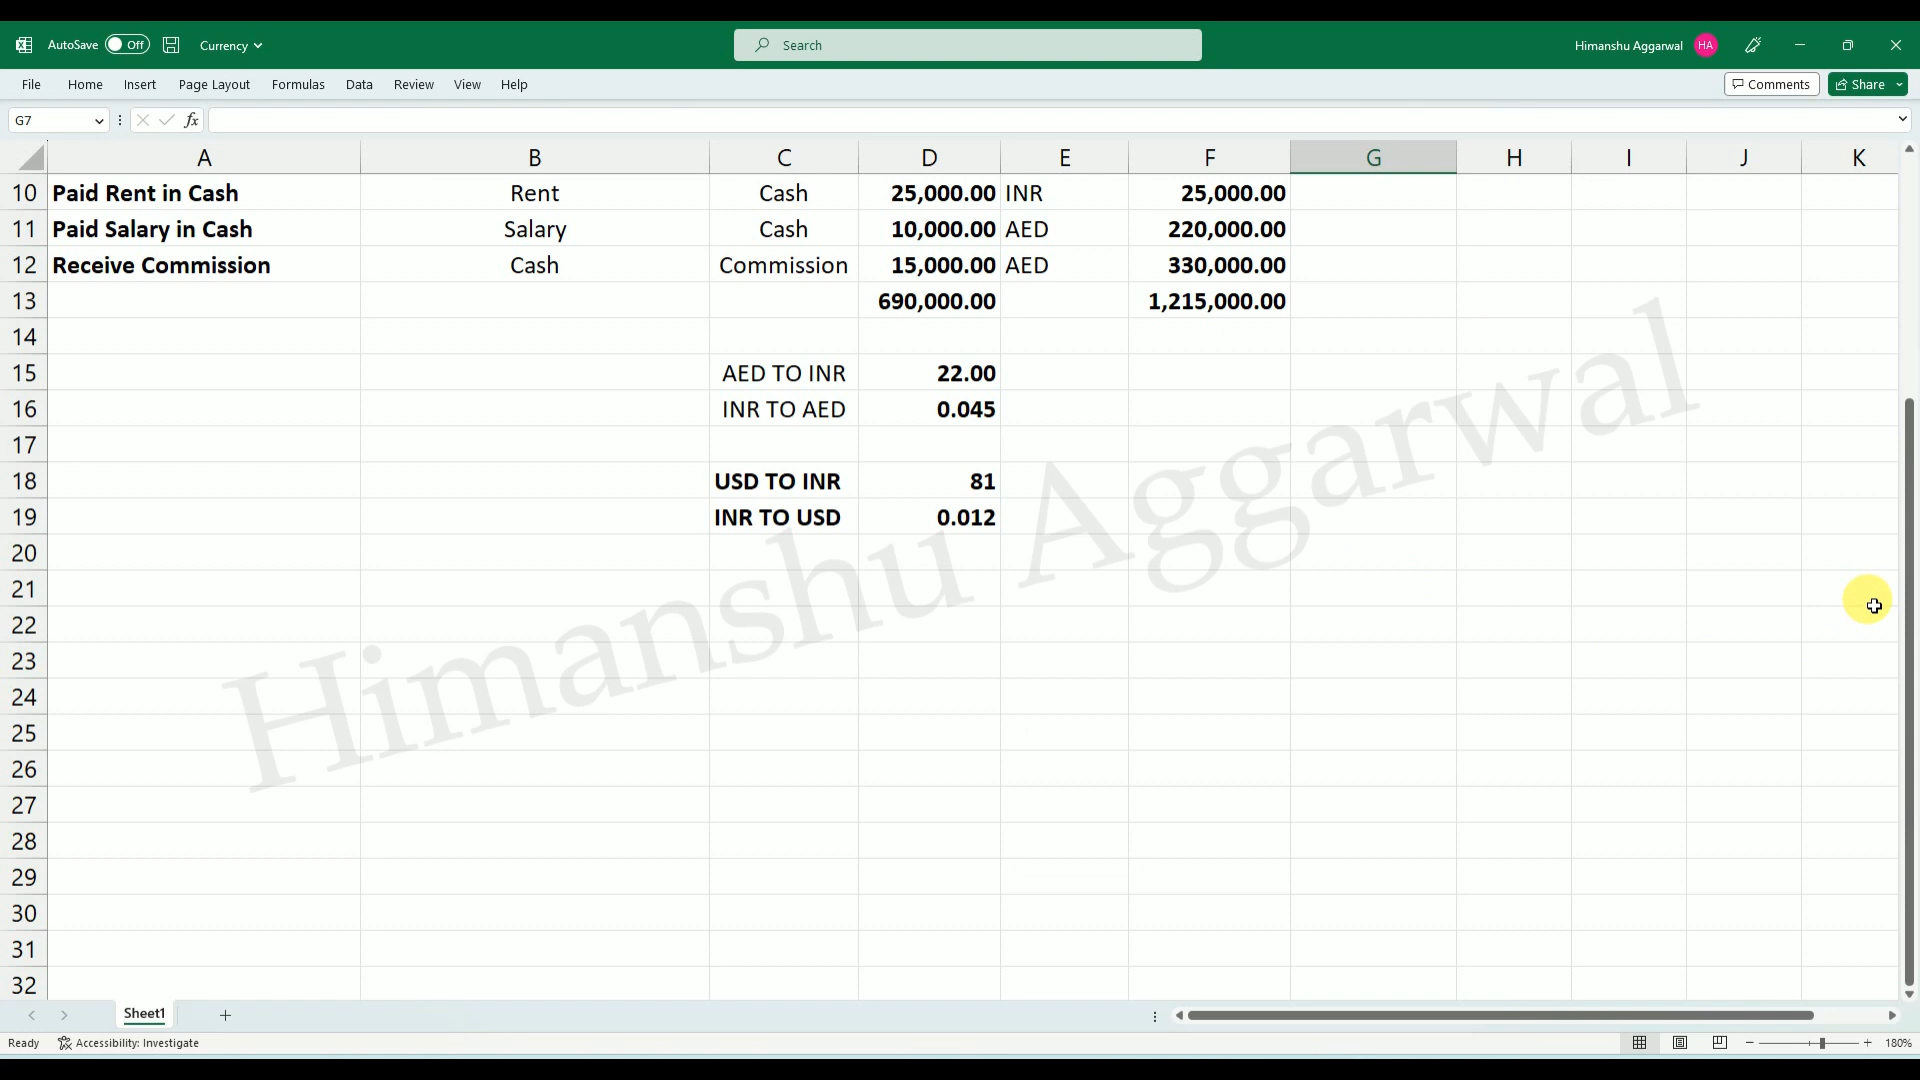 AutoSave Off Currency Search Himanshu Aggarwal HA
File Home Insert Page Layout Formulas Data Review View Help Comments Share
G7 fx
A B C D E F G H I J K
10 Paid Rent in Cash Rent Cash 25,000.00 INR 25,000.00
11 Paid Salary in Cash Salary Cash 10,000.00 AED 220,000.00
12 Receive Commission Cash Commission 15,000.00 AED 330,000.00
13 690,000.00 1,215,000.00
14
15 AED TO INR 22.00
16 INR TO AED 0.045
17
18 USD TO INR 81
19 INR TO USD 0.012
20
21
22
23
24
25
26
27
28
29
30
31
32
Himanshu Aggarwal
Sheet1
Ready Accessibility: Investigate 180%